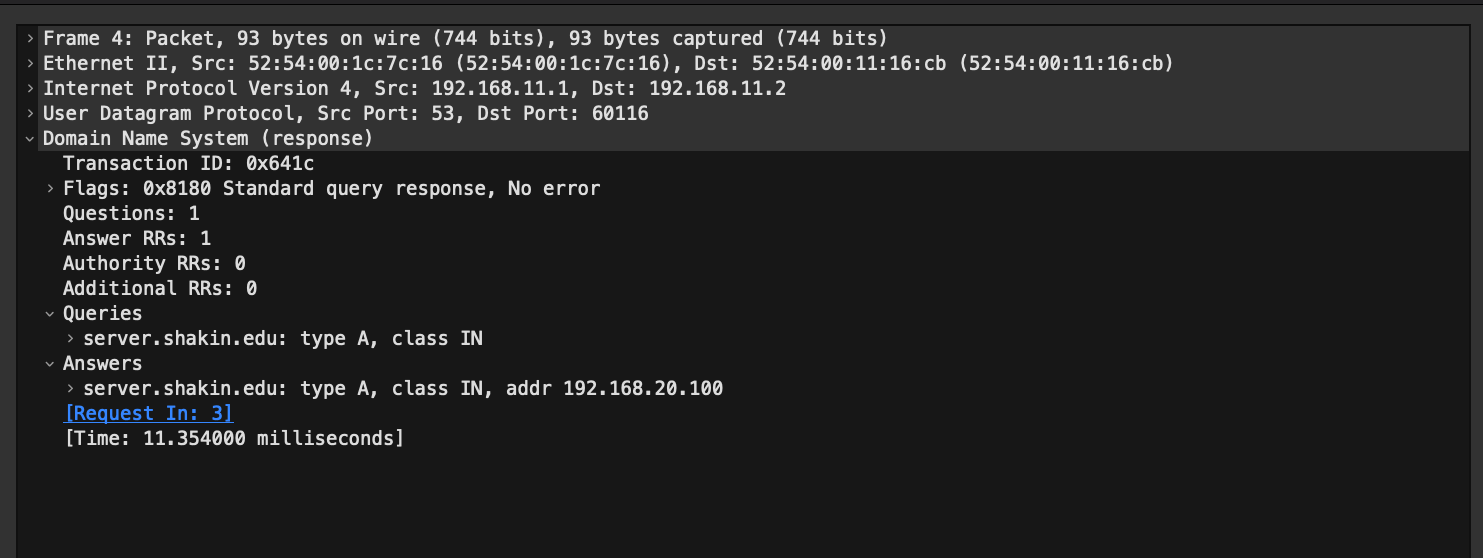 Frame 4: Packet, 93 bytes on wire (744 bits), 93 bytes captured (744 bits)
Ethernet II, Src: 52:54:00:1c:7c:16 (52:54:00:1c:7c:16), Dst: 52:54:00:11:16:cb (52:54:00:11:16:cb)
Internet Protocol Version 4, Src: 192.168.11.1, Dst: 192.168.11.2
User Datagram Protocol, Src Port: 53, Dst Port: 60116
Domain Name System (response)
Transaction ID: 0x641c
Flags: 0x8180 Standard query response, No error
Questions: 1
Answer RRs: 1
Authority RRs: 0
Additional RRs: 0
Queries
server.shakin.edu: type A, class IN
Answers
server.shakin.edu: type A, class IN, addr 192.168.20.100
[Request In: 3]
[Time: 11.354000 milliseconds]